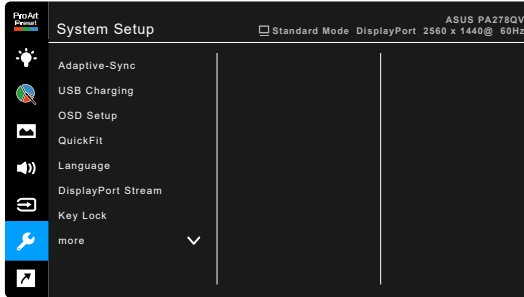 ProArt
Preset
System Setup
ASUS PA278QV
Standard Mode DisplayPort 2560 x 1440@ 60Hz
Adaptive-Sync
USB Charging
OSD Setup
QuickFit
Language
DisplayPort Stream
Key Lock
more